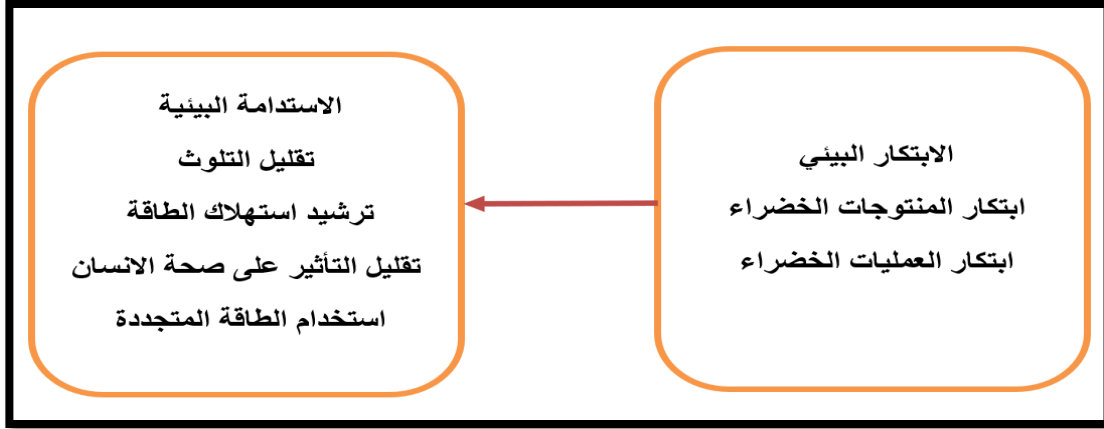 الابتكار البيئي
ابتكار المنتوجات الخضراء
ابتكار العمليات الخضراء
الاستدامة البيئية
تقليل التلوث
ترشيد استهلاك الطاقة
تقليل التأثير على صحة الانسان
استخدام الطاقة المتجددة